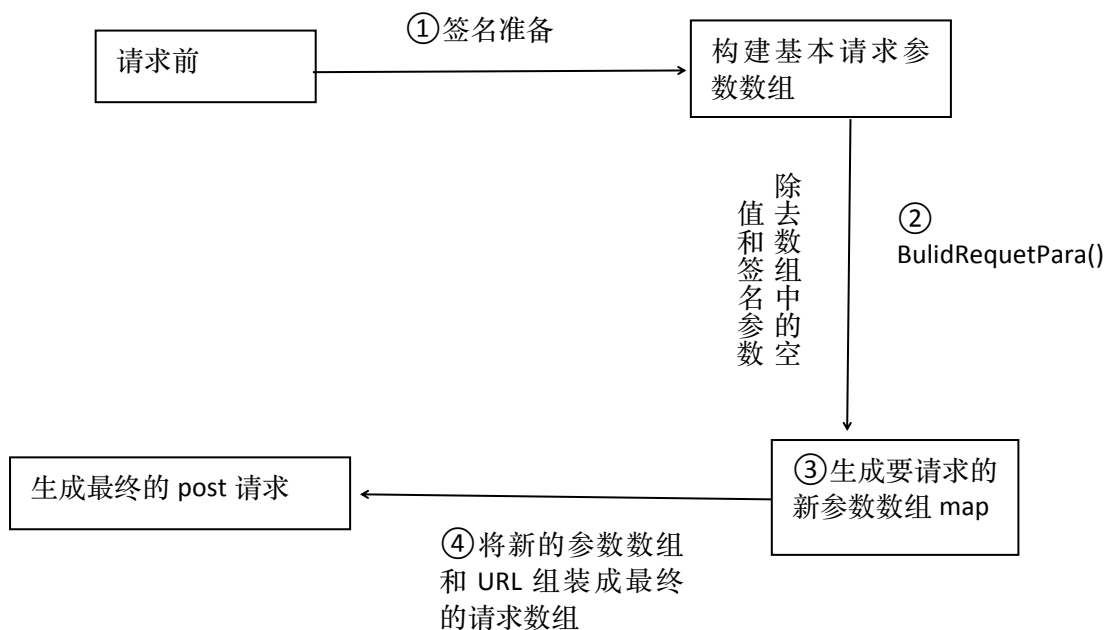 ①签名准备
请求前
构建基本请求参
数数组
除去数组中的空
值和签名参数
②
BulidRequetPara()
③生成要请求的
新参数数组 map
生成最终的 post 请求
④将新的参数数组
和 URL 组装成最终
的请求数组